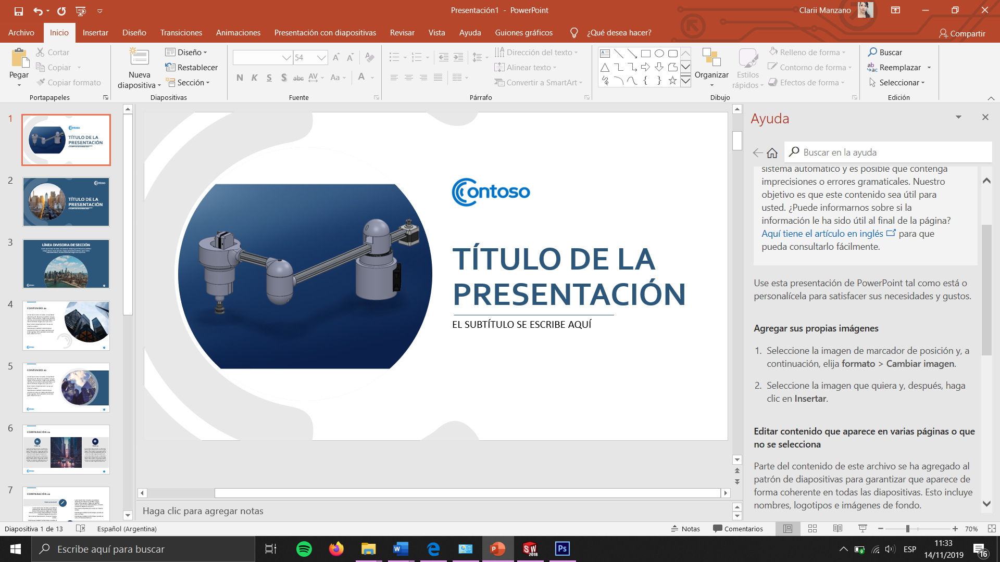 Presentación1 - PowerPoint
Clarii Manzano
Archivo
Inicio
Insertar
Diseño
Transiciones
Animaciones
Presentación con diapositivas
Revisar
Vista
Ayuda
Guiones gráficos
¿Qué desea hacer?
Compartir
Pegar
Cortar
Copiar
Copiar formato
Portapapeles
Nueva
diapositiva
Diseño
Restablecer
Sección
Diapositivas
54
N K S S abc AV Aa A
Fuente
Dirección del texto
Alinear texto
Convertir a SmartArt
Párrafo
Organizar
Estilos
rápidos
Relleno de forma
Contorno de forma
Efectos de forma
Dibujo
Buscar
Reemplazar
Seleccionar
Edición
1
Contoso
TÍTULO DE LA
PRESENTACIÓN
2
Contoso
TÍTULO DE LA
PRESENTACIÓN
3
LÍNEA DIVISORIA DE SECCIÓN
4
CONTENIDO 01
5
CONTENIDO 02
6
COMPARACIÓN 01
7
COMPARACIÓN 02
Contoso
TÍTULO DE LA
PRESENTACIÓN
EL SUBTÍTULO SE ESCRIBE AQUÍ
Haga clic para agregar notas
Ayuda
Buscar en la ayuda
sistema automático y es posible que contenga
imprecisiones o errores gramaticales. Nuestro
objetivo es que este contenido sea útil para
usted. ¿Puede informarnos sobre si la
información le ha sido útil al final de la página?
Aquí tiene el artículo en inglés para que
pueda consultarlo fácilmente.
Use esta presentación de PowerPoint tal como está o
personalícela para satisfacer sus necesidades y gustos.
Agregar sus propias imágenes
1. Seleccione la imagen de marcador de posición y, a
continuación, elija formato > Cambiar imagen.
2. Seleccione la imagen que quiera y, después, haga
clic en Insertar.
Editar contenido que aparece en varias páginas o que
no se selecciona
Parte del contenido de este archivo se ha agregado al
patrón de diapositivas para garantizar que aparece de
forma coherente en todas las diapositivas. Esto incluye
nombres, logotipos e imágenes de fondo.
Diapositiva 1 de 13
Español (Argentina)
Notas
Comentarios
70%
Escribe aquí para buscar
ESP
11:33
14/11/2019
16